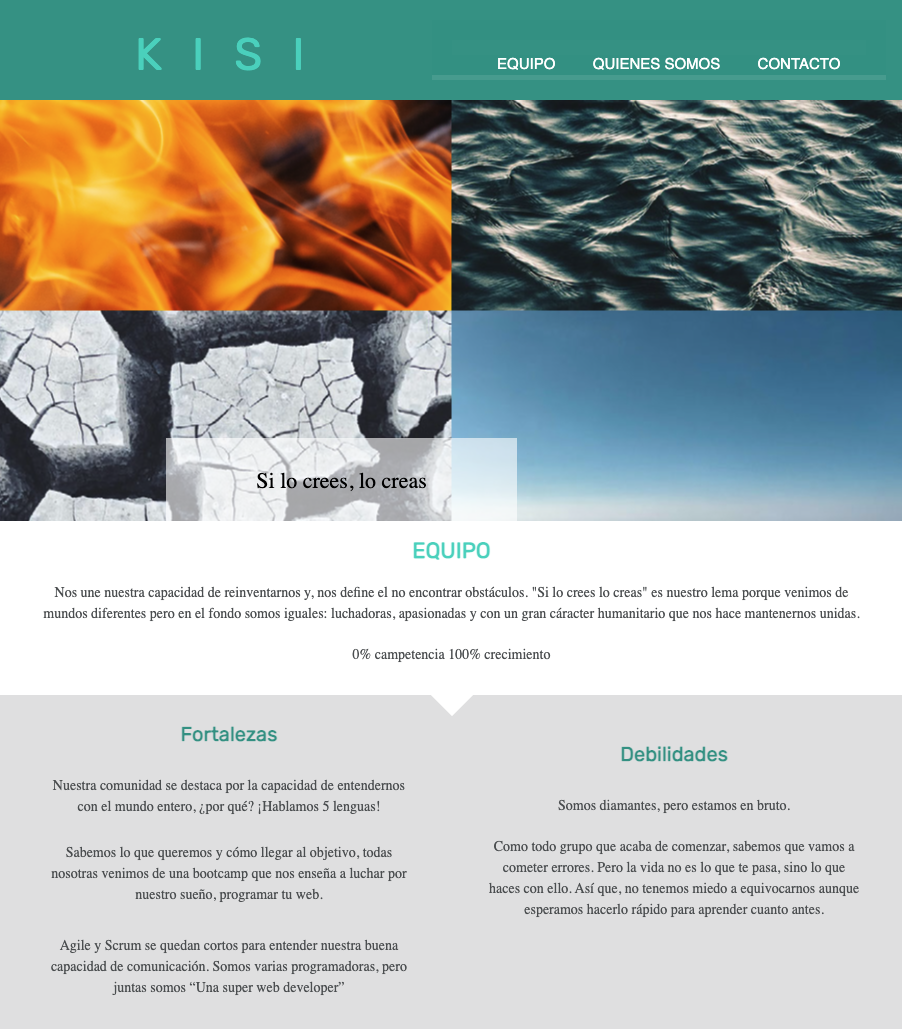 KISI
EQUIPO QUIENES SOMOS CONTACTO
Si lo crees, lo creas
EQUIPO
Nos une nuestra capacidad de reinventarnos y, nos define el no encontrar obstáculos. "Si lo crees lo creas" es nuestro lema porque venimos de
mundos diferentes pero en el fondo somos iguales: luchadoras, apasionadas y con un gran cáracter humanitario que nos hace mantenernos unidas.
0% competencia 100% crecimiento
Fortalezas
Nuestra comunidad se destaca por la capacidad de entendernos
con el mundo entero, ¿por qué? ¡Hablamos 5 lenguas!
Sabemos lo que queremos y cómo llegar al objetivo, todas
nosotras venimos de una bootcamp que nos enseña a luchar por
nuestro sueño, programar tu web.
Agile y Scrum se quedan cortos para entender nuestra buena
capacidad de comunicación. Somos varias programadoras, pero
juntas somos “Una super web developer”
Debilidades
Somos diamantes, pero estamos en bruto.
Como todo grupo que acaba de comenzar, sabemos que vamos a
cometer errores. Pero la vida no es lo que te pasa, sino lo que
haces con ello. Así que, no tenemos miedo a equivocarnos aunque
esperamos hacerlo rápido para aprender cuanto antes.